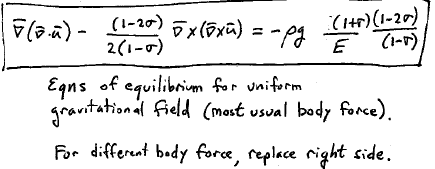 ∇̄(∇̄·ū) - (1-2σ)/2(1-σ) ∇̄×(∇̄×ū) = -ρg (1+σ)(1-2σ)/E(1-σ)
Eqns of equilibrium for uniform
gravitational field (most usual body force).
For different body force, replace right side.